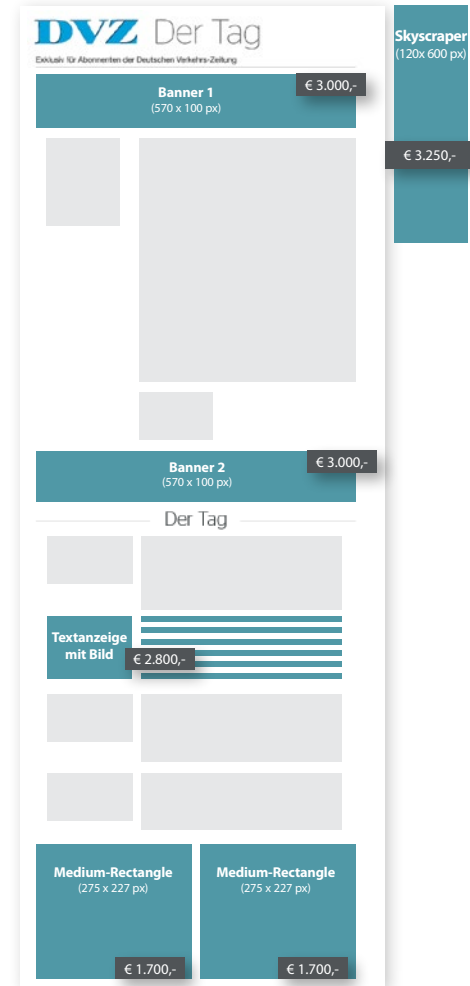 DVZ Der Tag
Exklusiv für Abonnenten der Deutschen Verkehrs-Zeitung
Skyscraper
(120x 600 px)
€ 3.250,-
Banner 1
(570 x 100 px)
€ 3.000,-
Banner 2
(570 x 100 px)
€ 3.000,-
Der Tag
Textanzeige
mit Bild
€ 2.800,-
Medium-Rectangle
(275 x 227 px)
€ 1.700,-
Medium-Rectangle
(275 x 227 px)
€ 1.700,-